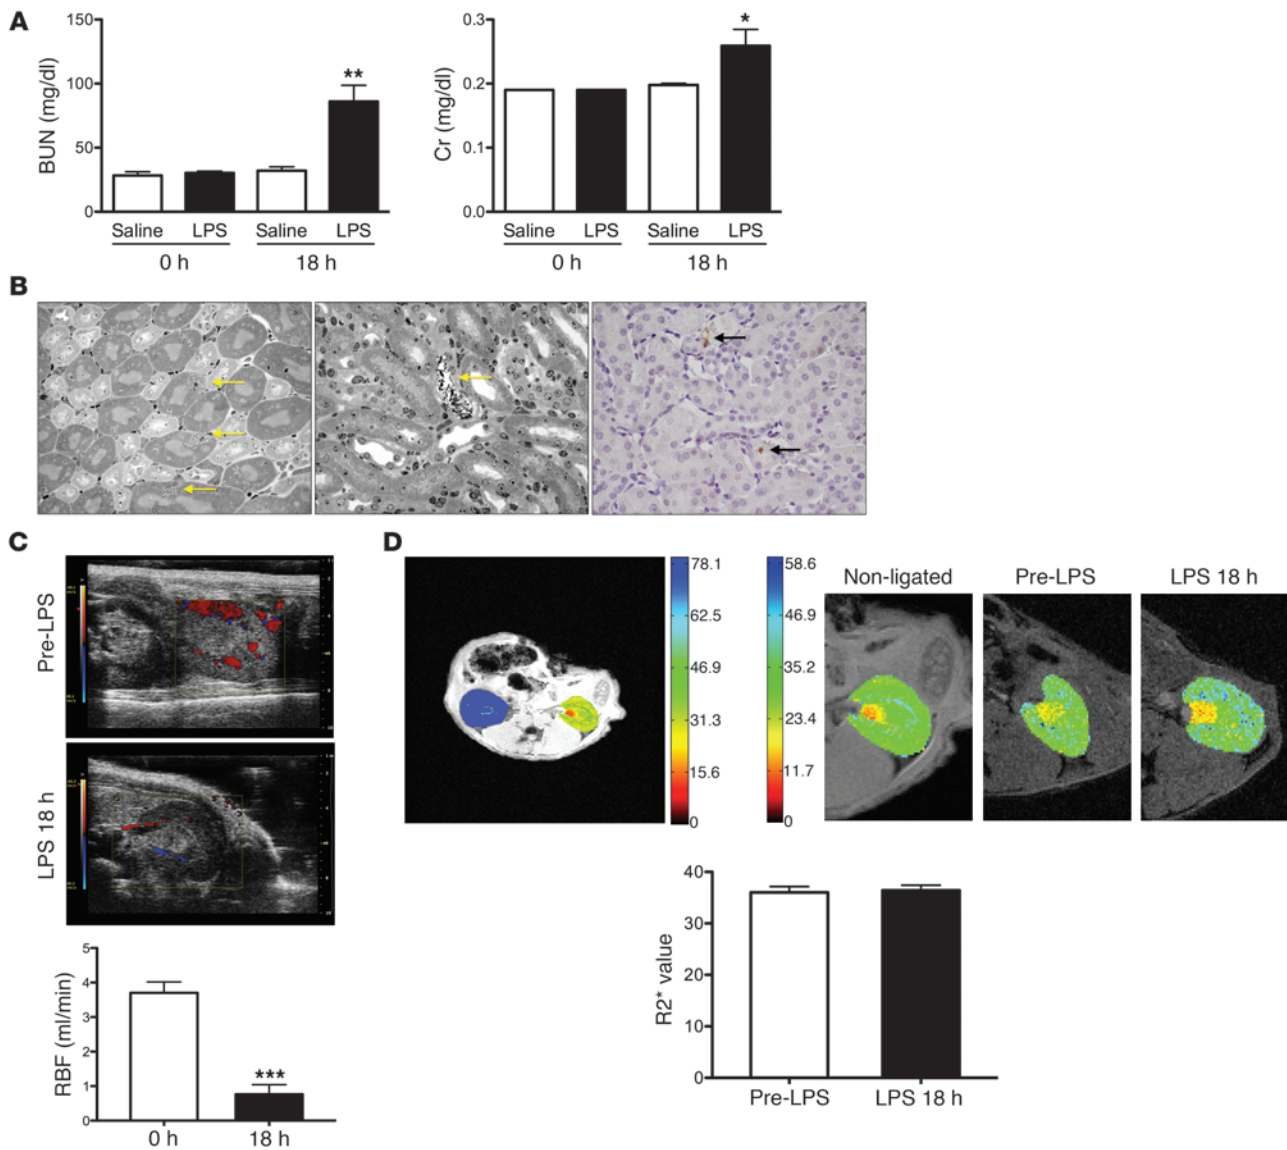 A
150
100
50
0
BUN (mg/dl)
**
Saline LPS Saline LPS
0 h 18 h
0.3
0.2
0.1
0.0
Cr (mg/dl)
*
Saline LPS Saline LPS
0 h 18 h
B
C
Pre-LPS
LPS 18 h
5
4
3
2
1
0
RBF (ml/min)
***
0 h 18 h
D
78.1
62.5
46.9
31.3
15.6
0
58.6
46.9
35.2
23.4
11.7
0
Non-ligated Pre-LPS LPS 18 h
40
30
20
10
0
R2* value
Pre-LPS LPS 18 h